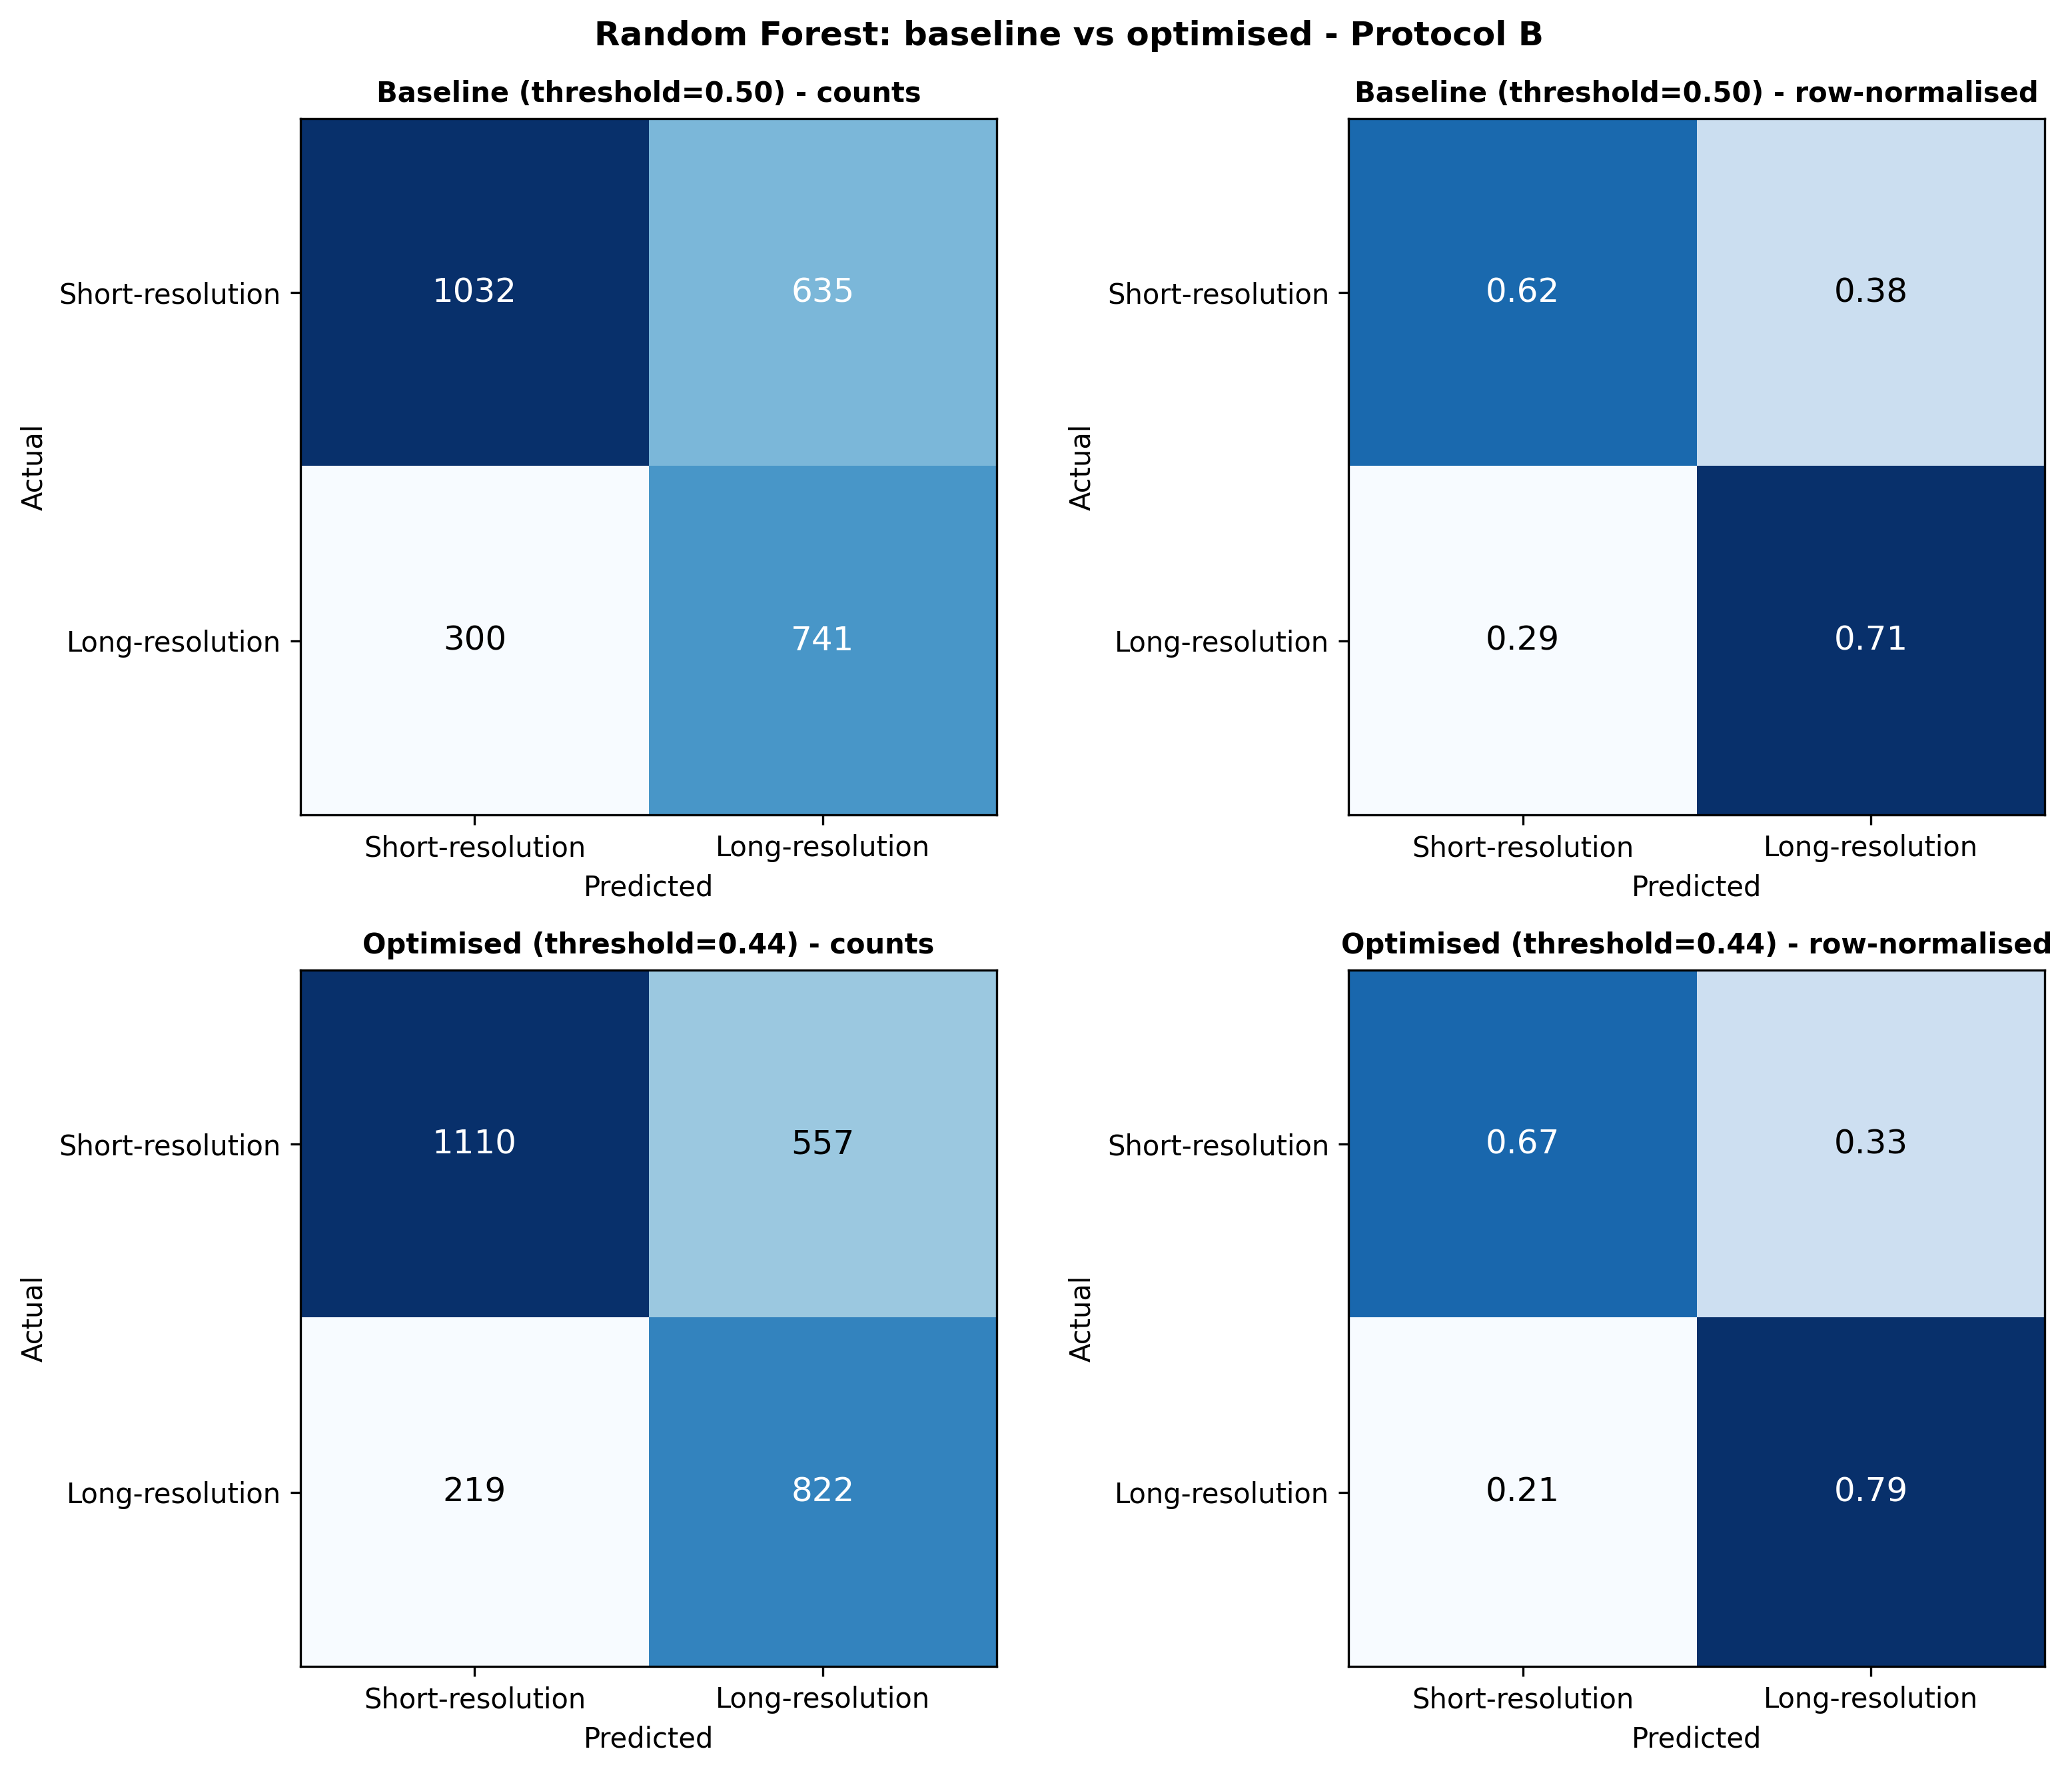 Random Forest: baseline vs optimised - Protocol B
Baseline (threshold=0.50) - counts
Short-resolution
1032
635
Actual
Long-resolution
300
741
Short-resolution
Long-resolution
Predicted
Baseline (threshold=0.50) - row-normalised
Short-resolution
0.62
0.38
Actual
Long-resolution
0.29
0.71
Short-resolution
Long-resolution
Predicted
Optimised (threshold=0.44) - counts
Short-resolution
1110
557
Actual
Long-resolution
219
822
Short-resolution
Long-resolution
Predicted
Optimised (threshold=0.44) - row-normalised
Short-resolution
0.67
0.33
Actual
Long-resolution
0.21
0.79
Short-resolution
Long-resolution
Predicted